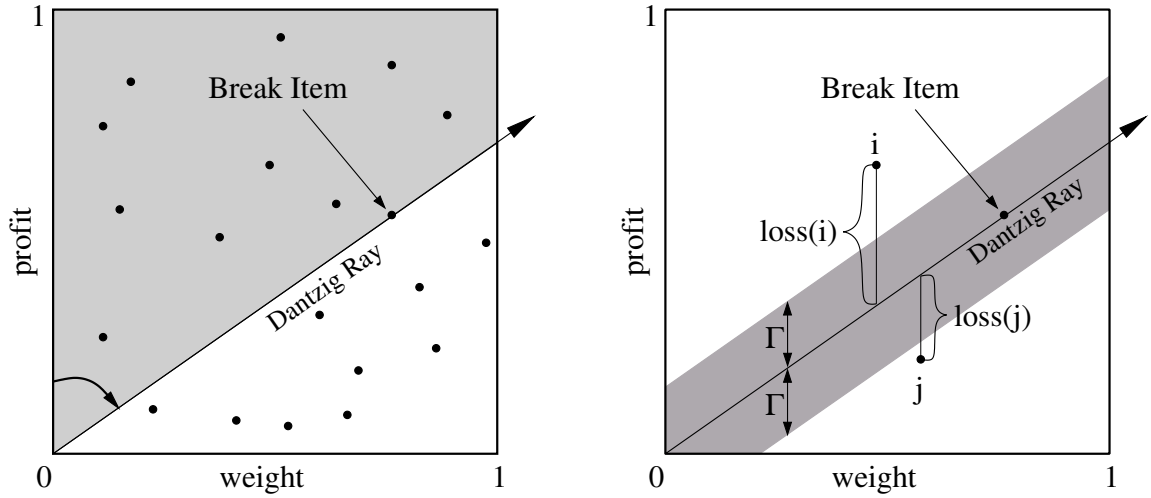 1
Break Item
profit
Dantzig Ray
0
weight
1
1
Break Item
i
loss(i)
profit
Dantzig Ray
loss(j)
Γ
j
Γ
0
weight
1